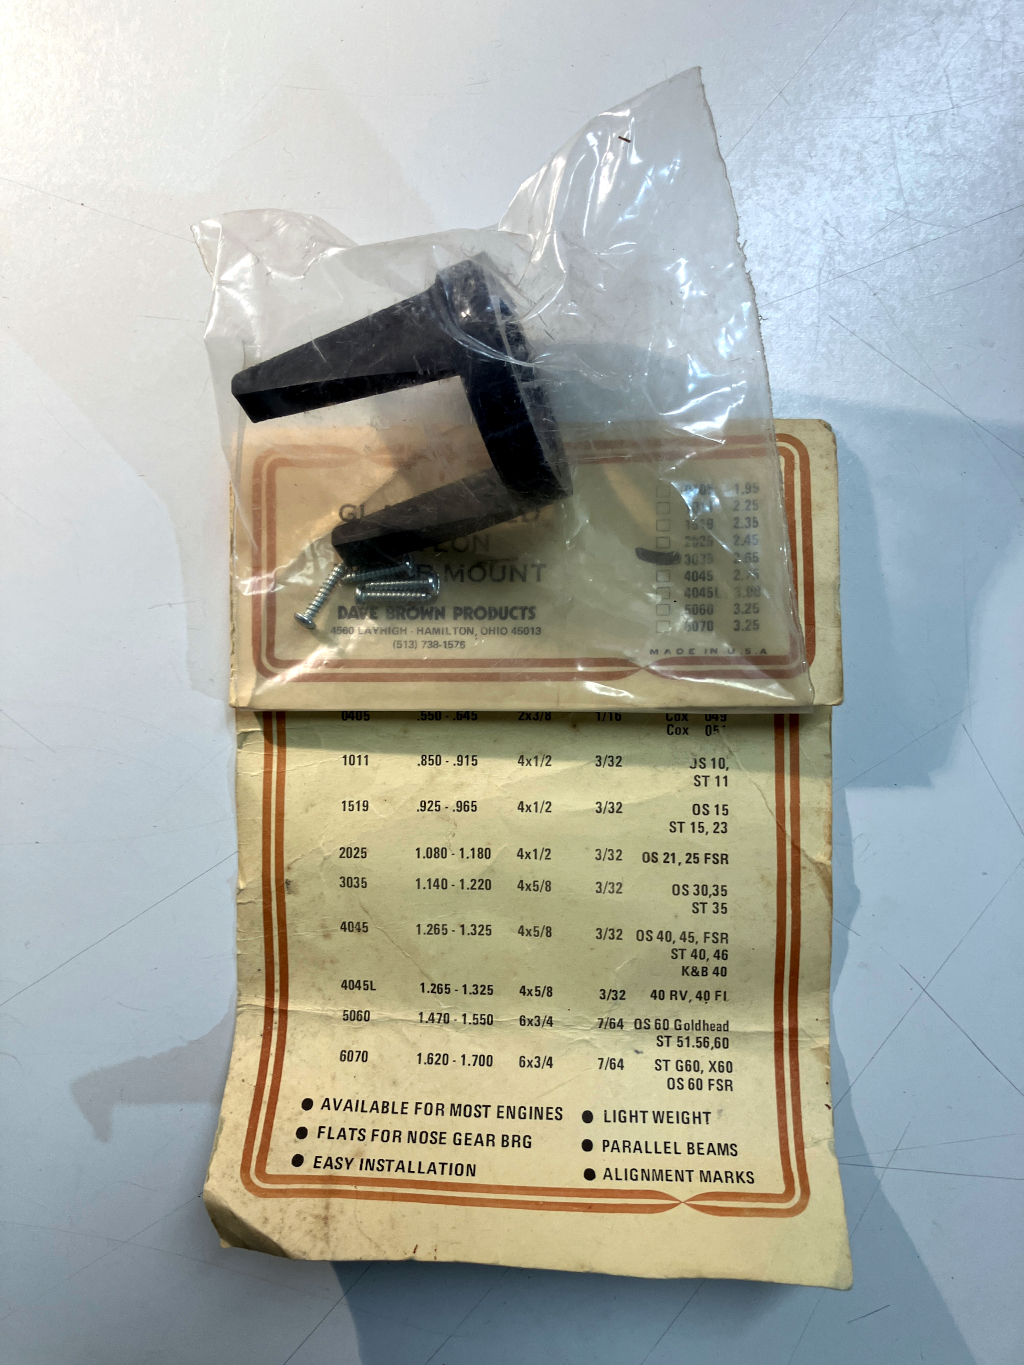 MOUNT
DAVE BROWN PRODUCTS
4560 LAYHIGH - HAMILTON, OHIO 45013
(513) 738-1575
1.95
2.25
1519 2.35
2025 2.45
3035 2.65
4045
4045L
5060 3.25
6070 3.25
MADE IN U.S.A
0405 .550 - .645 2x3/8 1/16 Cox 049
Cox
1011 .850 - .915 4x1/2 3/32 OS 10,
ST 11
1519 .925 - .965 4x1/2 3/32 OS 15
ST 15, 23
2025 1.080 - 1.180 4x1/2 3/32 OS 21, 25 FSR
3035 1.140 - 1.220 4x5/8 3/32 OS 30,35
ST 35
4045 1.265 - 1.325 4x5/8 3/32 OS 40, 45, FSR
ST 40, 46
K&B 40
4045L 1.265 - 1.325 4x5/8 3/32 40 RV, 40 FI
5060 1.470 - 1.550 6x3/4 7/64 OS 60 Goldhead
ST 51.56,60
6070 1.620 - 1.700 6x3/4 7/64 ST G60, X60
OS 60 FSR
● AVAILABLE FOR MOST ENGINES
● FLATS FOR NOSE GEAR BRG
● EASY INSTALLATION
● LIGHT WEIGHT
● PARALLEL BEAMS
● ALIGNMENT MARKS